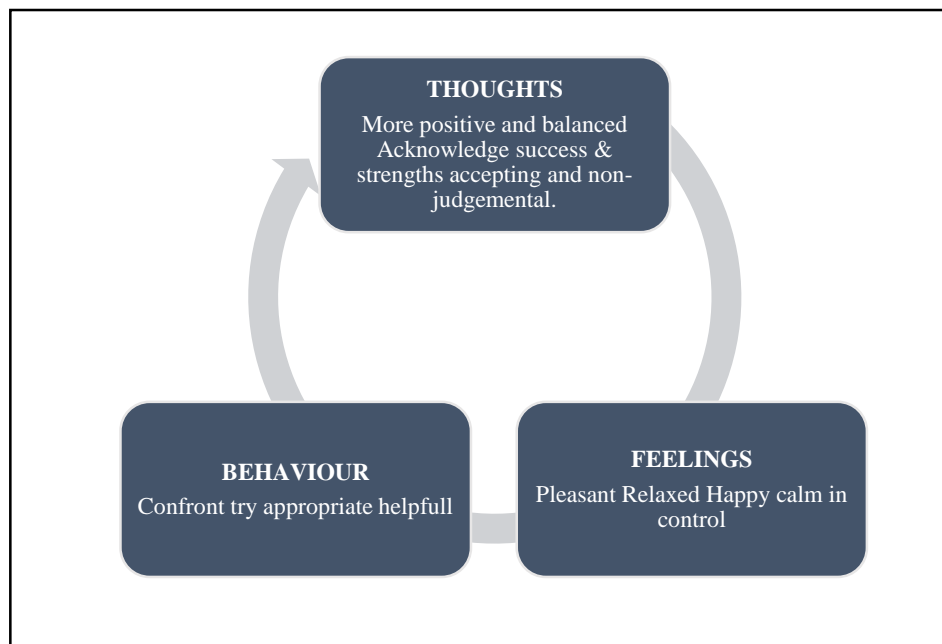 THOUGHTS
More positive and balanced
Acknowledge success &
strengths accepting and non-
judgemental.
FEELINGS
Pleasant Relaxed Happy calm in
control
BEHAVIOUR
Confront try appropriate helpfull